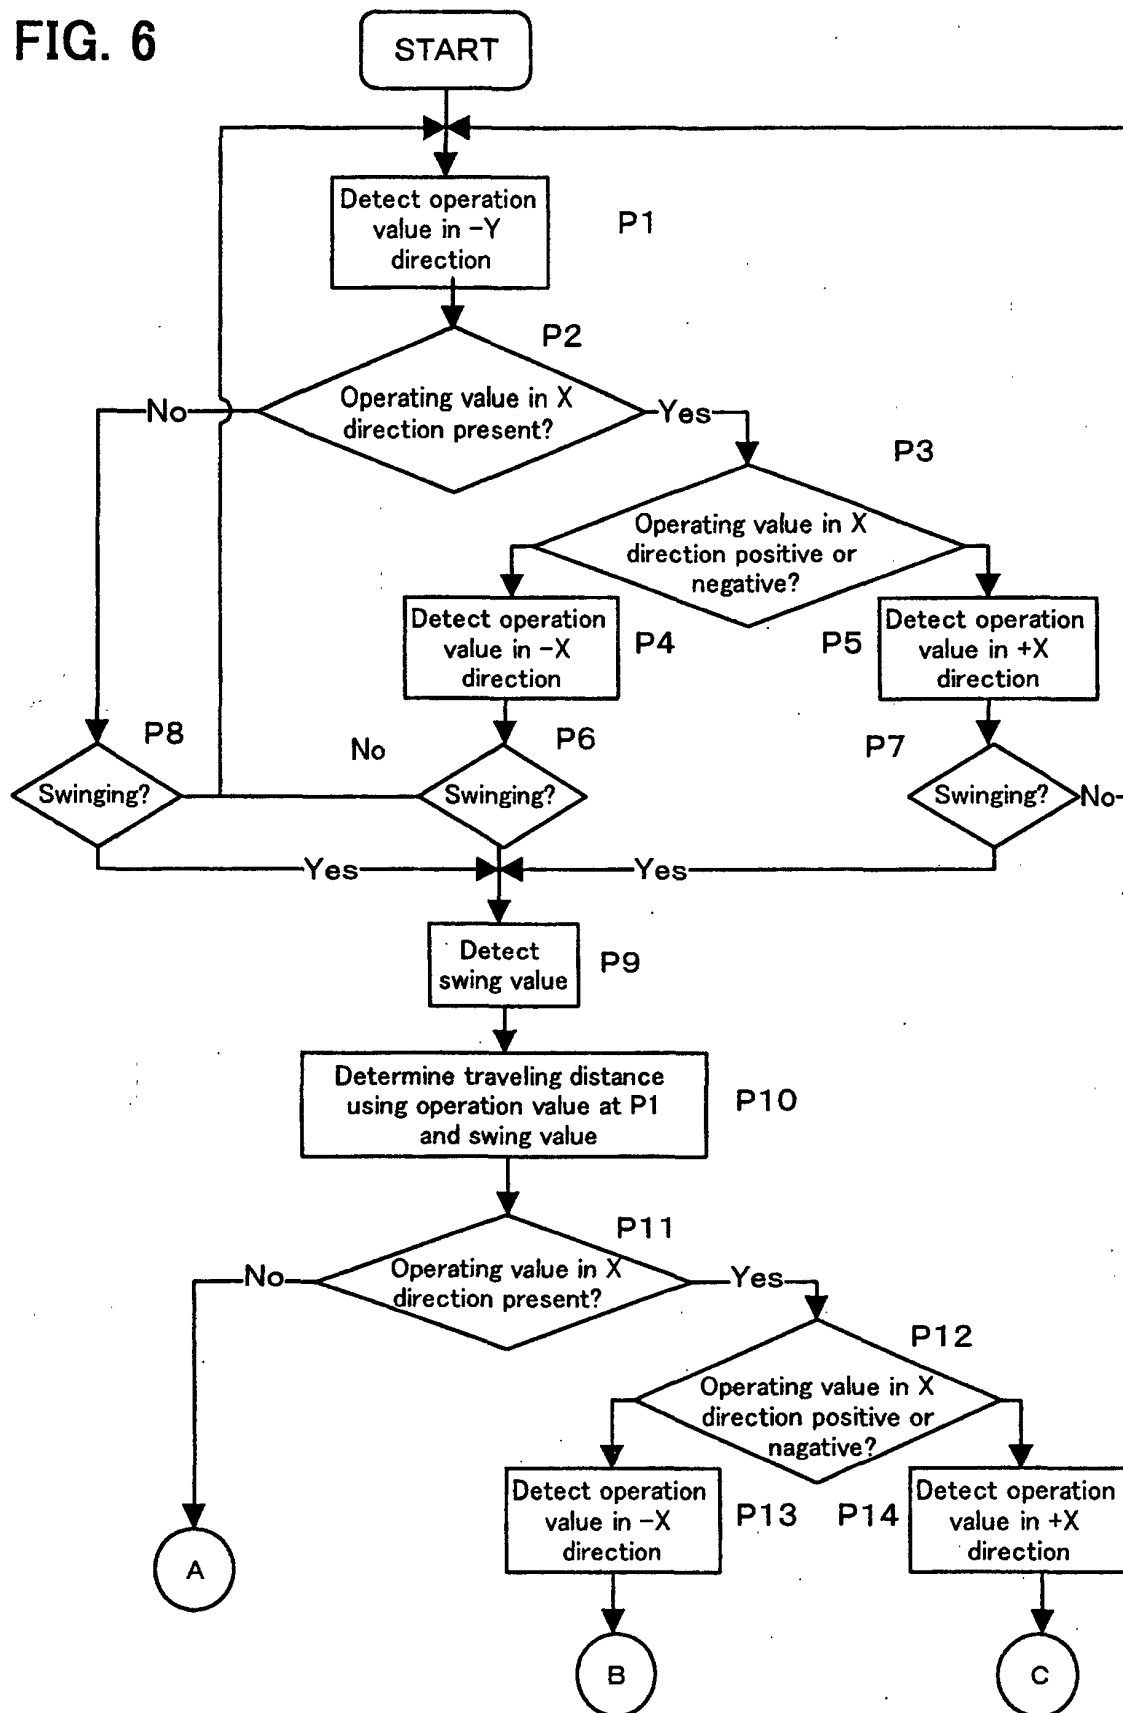 FIG. 6
START
Detect operation
value in -Y
direction
P1
P2
Operating value in X
direction present?
No
Yes
P3
Operating value in X
direction positive or
negative?
Detect operation
value in -X
direction
P4
P5
Detect operation
value in +X
direction
P8
No
P6
P7
Swinging?
Swinging?
Swinging?
No
Yes
Yes
Detect
swing value
P9
Determine traveling distance
using operation value at P1
and swing value
P10
P11
Operating value in X
direction present?
No
Yes
P12
Operating value in X
direction positive or
nagative?
Detect operation
value in -X
direction
P13
P14
Detect operation
value in +X
direction
A
B
C